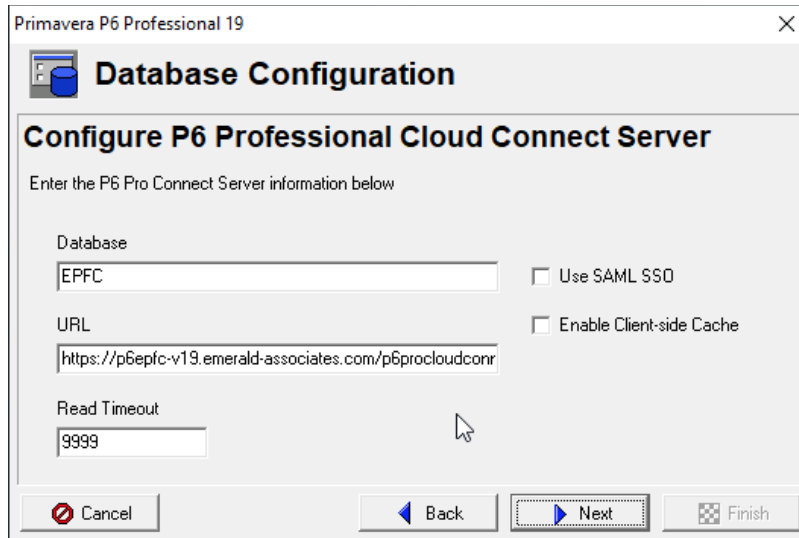 Primavera P6 Professional 19
Database Configuration
Configure P6 Professional Cloud Connect Server
Enter the P6 Pro Connect Server information below
Database
EPFC
Use SAML SSO
URL
Enable Client-side Cache
https://p6epfc-v19.emerald-associates.com/p6procloudconr
Read Timeout
9999
Cancel
Back
Next
Finish